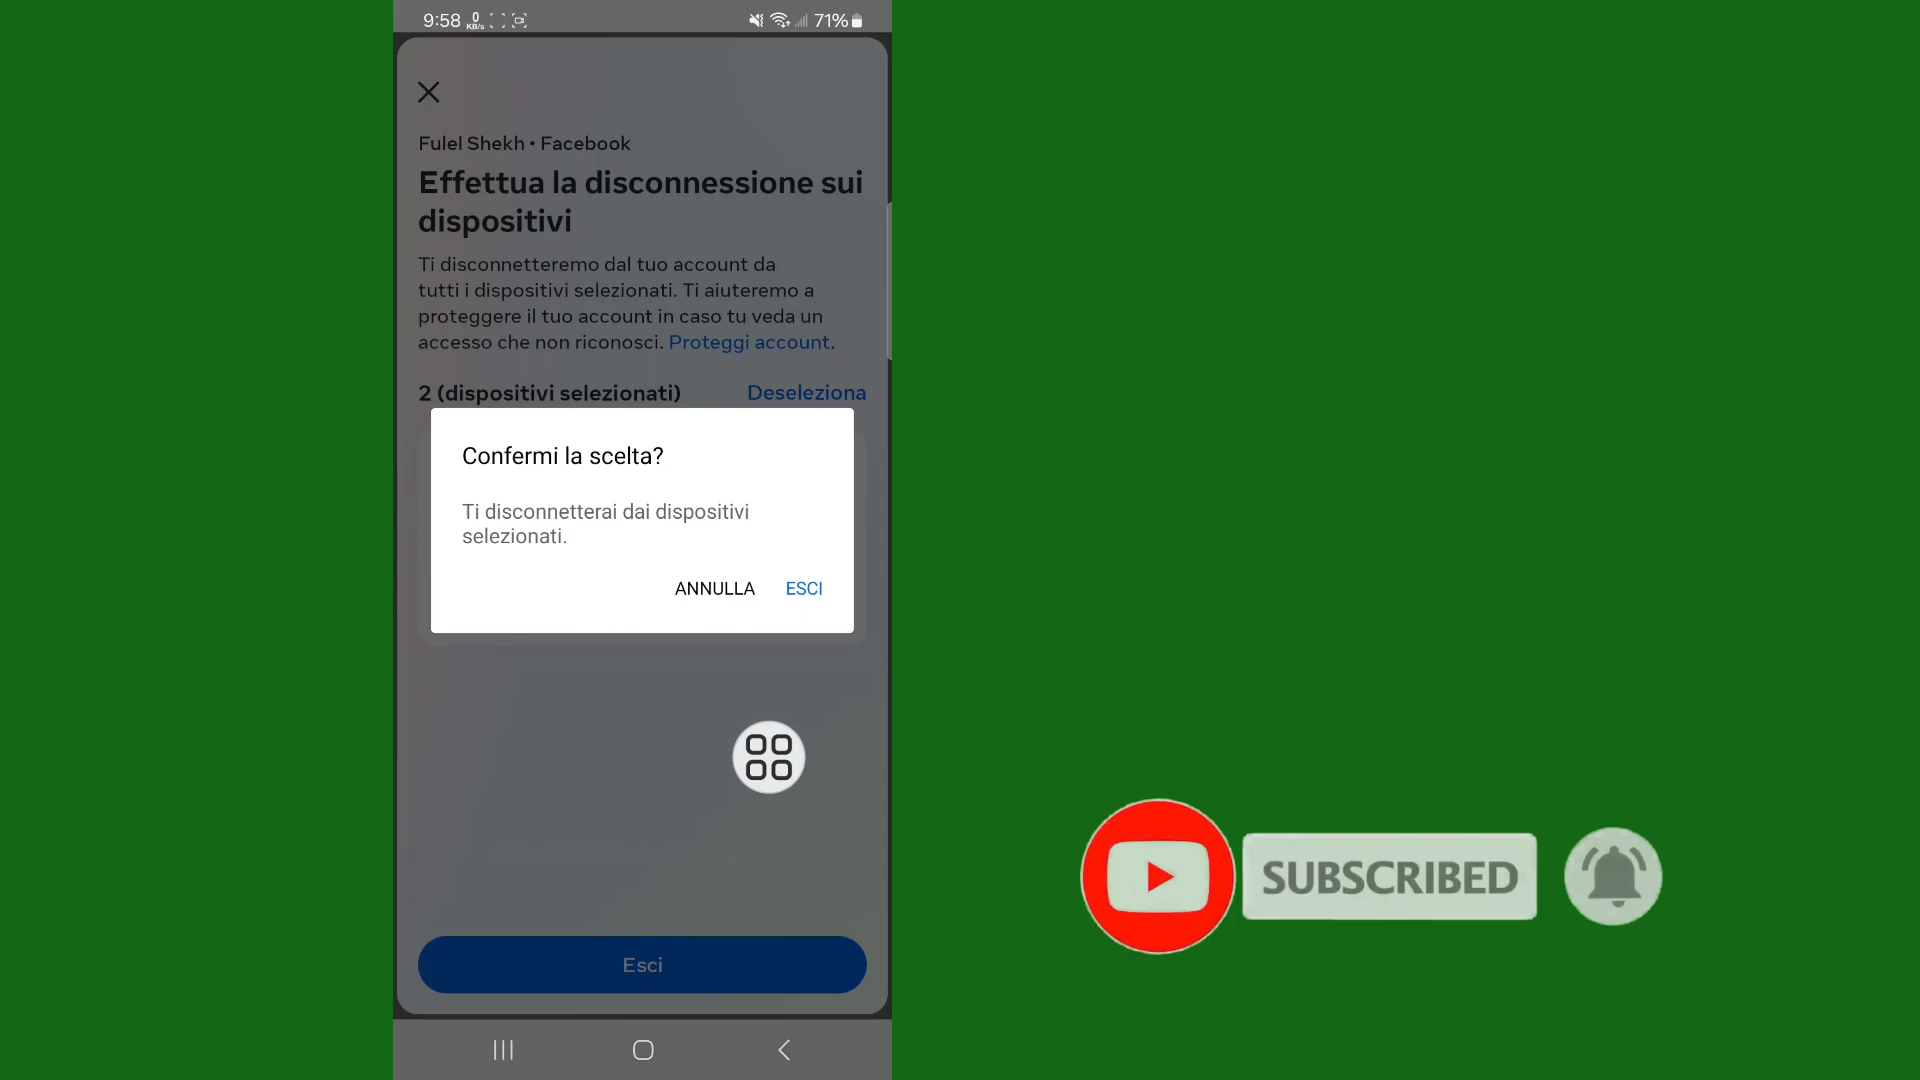 9:58 0 KB/s 71%
Fulel Shekh • Facebook
Effettua la disconnessione sui
dispositivi
Ti disconnetteremo dal tuo account da
tutti i dispositivi selezionati. Ti aiuteremo a
proteggere il tuo account in caso tu veda un
accesso che non riconosci. Proteggi account.
2 (dispositivi selezionati) Deseleziona
Confermi la scelta?
Ti disconnetterai dai dispositivi
selezionati.
ANNULLA ESCI
SUBSCRIBED
Esci